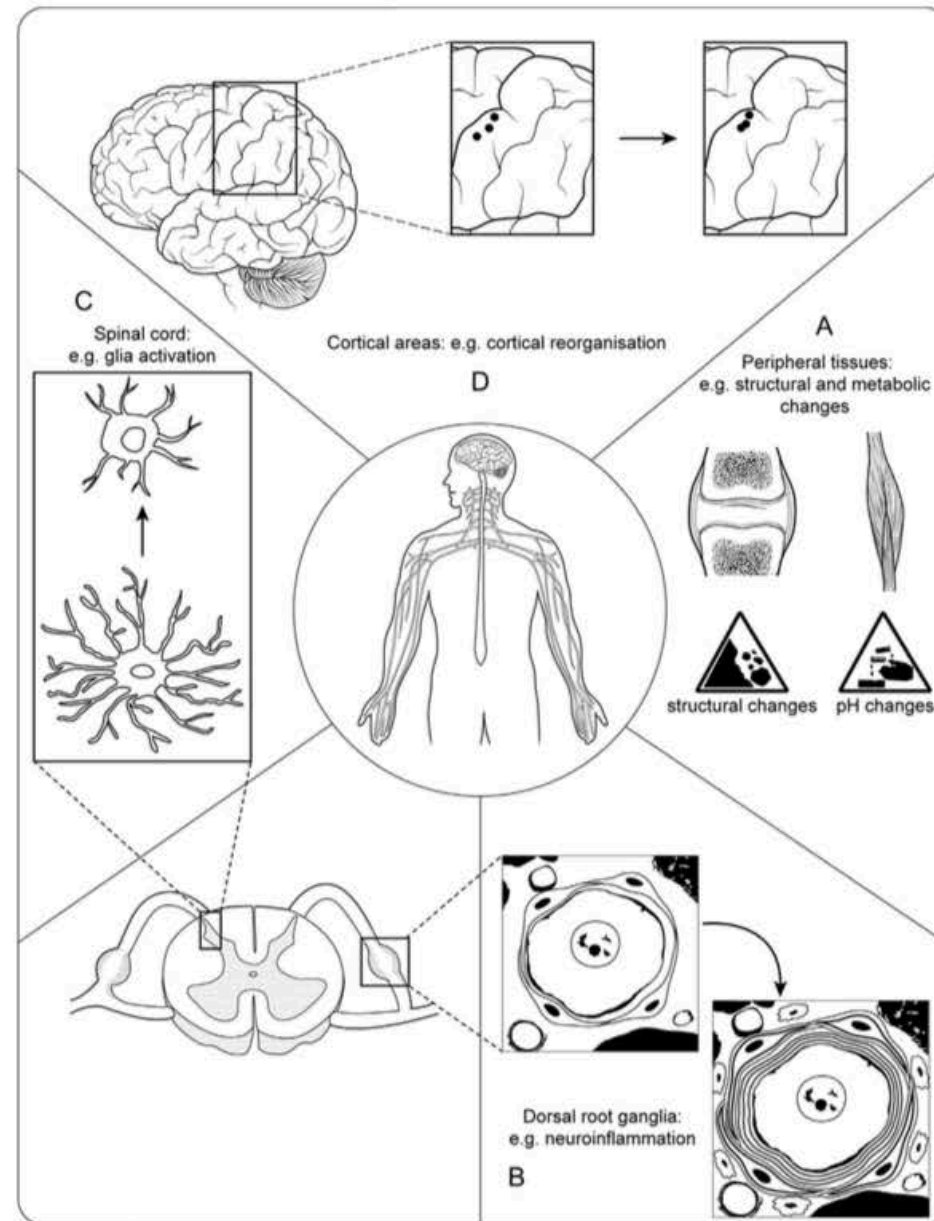 C
Spinal cord:
e.g. glia activation
Cortical areas: e.g. cortical reorganisation
D
A
Peripheral tissues:
e.g. structural and metabolic
changes
structural changes
pH changes
Dorsal root ganglia:
e.g. neuroinflammation
B